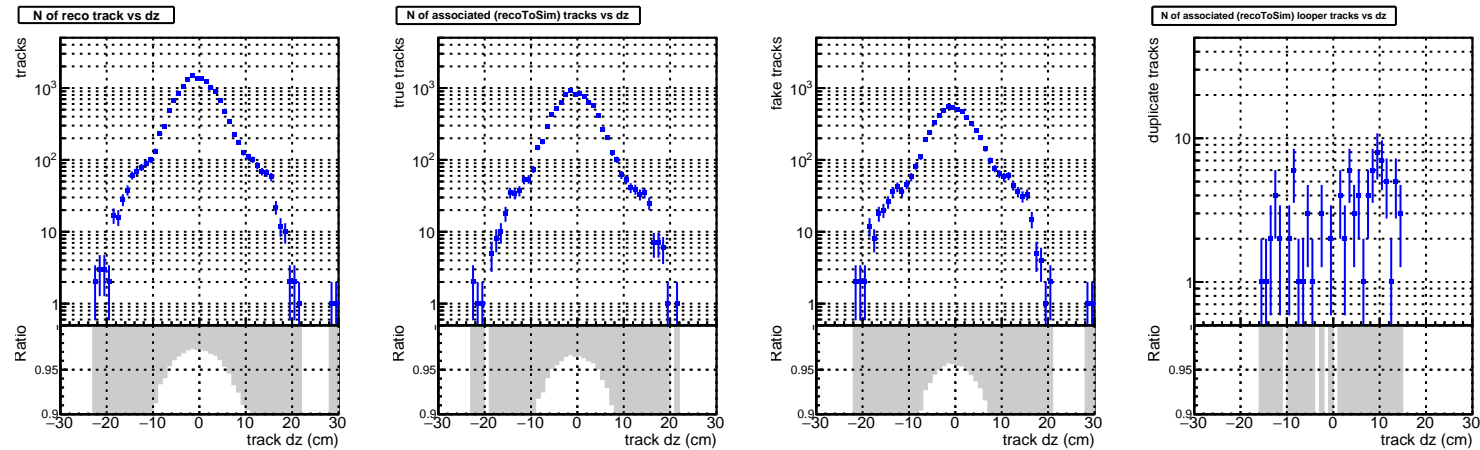 N of reco track vs dz
tracks
10³
10²
10
1
Ratio
1
0.95
0.9
−30 −20 −10 0 10 20 30
track dz (cm)
N of associated (recoToSim) tracks vs dz
true tracks
10³
10²
10
1
Ratio
1
0.95
0.9
−30 −20 −10 0 10 20 30
track dz (cm)
fake tracks
10³
10²
10
1
Ratio
1
0.95
0.9
−30 −20 −10 0 10 20 30
track dz (cm)
N of associated (recoToSim) looper tracks vs dz
duplicate tracks
10
1
Ratio
1
0.95
0.9
−30 −20 −10 0 10 20 30
track dz (cm)